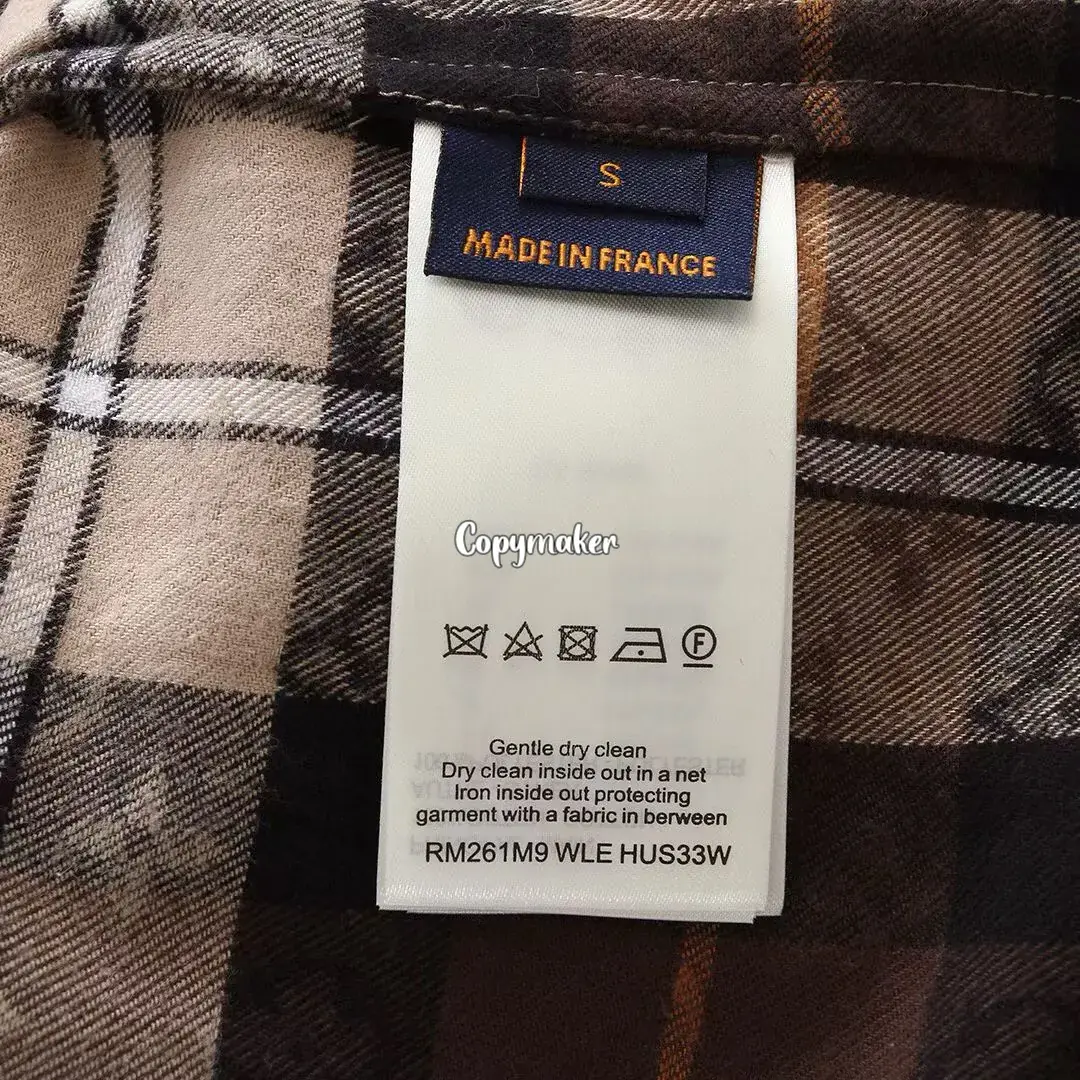 S
MADE IN FRANCE
Copymaker
F
Gentle dry clean
Dry clean inside out in a net
Iron inside out protecting
garment with a fabric in berween
RM261M9 WLE HUS33W